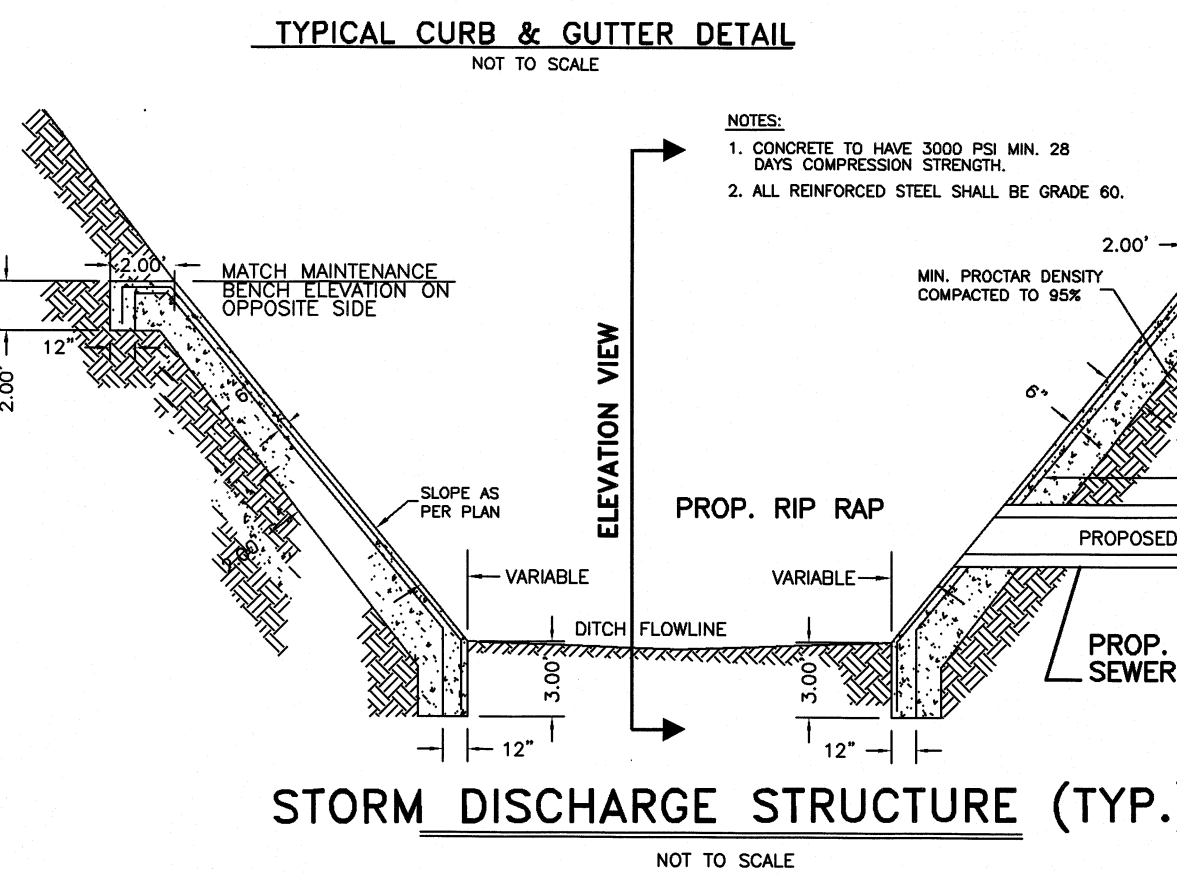 TYPICAL CURB & GUTTER DETAIL
NOT TO SCALE
NOTES:
1. CONCRETE TO HAVE 3000 PSI MIN. 28
DAYS COMPRESSION STRENGTH.
2. ALL REINFORCED STEEL SHALL BE GRADE 60.
2.00'
2.00'
MATCH MAINTENANCE
BENCH ELEVATION ON
OPPOSITE SIDE
MIN. PROCTAR DENSITY
COMPACTED TO 95%
12"
2.00'
6"
ELEVATION VIEW
SLOPE AS
PER PLAN
PROP. RIP RAP
PROPOSED
2.00'
VARIABLE
VARIABLE
DITCH FLOWLINE
PROP.
SEWER
3.00'
3.00'
12"
12"
STORM DISCHARGE STRUCTURE (TYP.
NOT TO SCALE